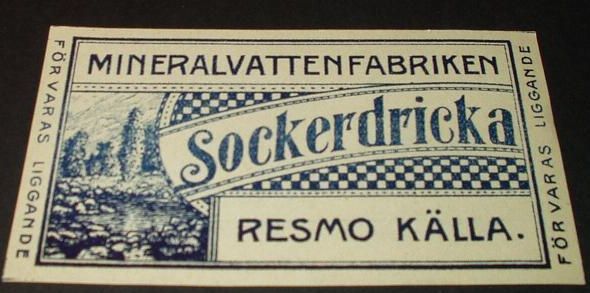 MINERALVATTENFABRIKEN
Sockerdricka
RESMO KÄLLA.
FÖRVARAS LIGGANDE
FÖRVARAS LIGGANDE